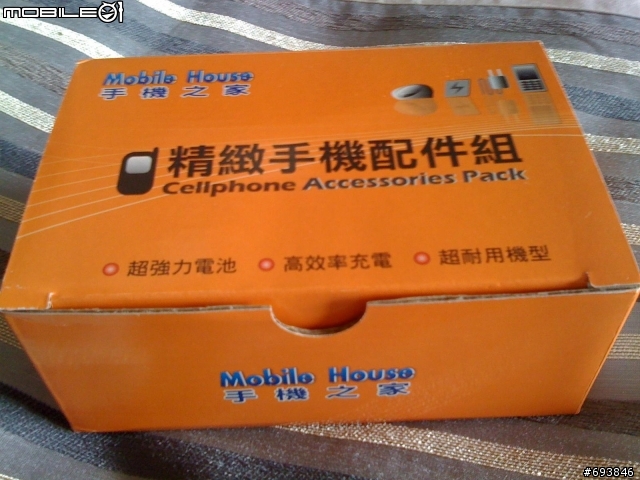 MOBILE01
Mobile House
手機之家
精緻手機配件組
Cellphone Accessories Pack
超強力電池 高效率充電 超耐用機型
Mobile House
手機之家
#693846